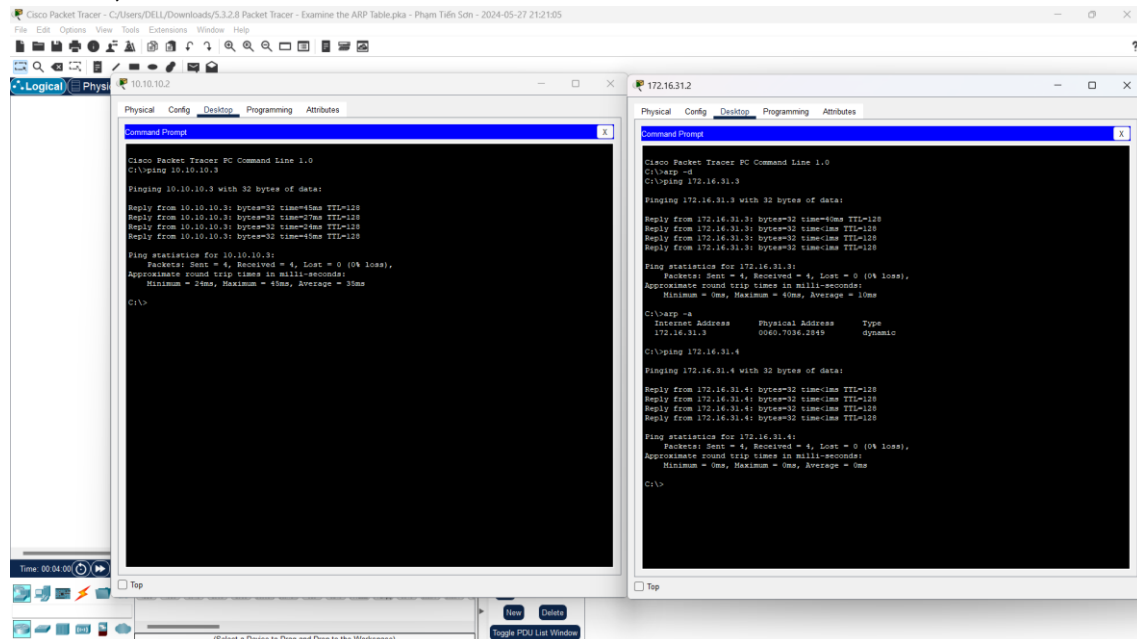 Cisco Packet Tracer - C:/Users/DELL/Downloads/5.3.2.8 Packet Tracer - Examine the ARP Table.pka - Phạm Tiến Sơn - 2024-05-27 21:21:05
File Edit Options View Tools Extensions Window Help
?
Logical
Physi
10.10.10.2
Physical Config Desktop Programming Attributes
Command Prompt
X
Cisco Packet Tracer PC Command Line 1.0
C:\>ping 10.10.10.3
Pinging 10.10.10.3 with 32 bytes of data:
Reply from 10.10.10.3: bytes=32 time=45ms TTL=128
Reply from 10.10.10.3: bytes=32 time=27ms TTL=128
Reply from 10.10.10.3: bytes=32 time=24ms TTL=128
Reply from 10.10.10.3: bytes=32 time=45ms TTL=128
Ping statistics for 10.10.10.3:
Packets: Sent = 4, Received = 4, Lost = 0 (0% loss),
Approximate round trip times in milli-seconds:
Minimum = 24ms, Maximum = 45ms, Average = 35ms
C:\>
Top
172.16.31.2
Physical Config Desktop Programming Attributes
Command Prompt
X
Cisco Packet Tracer PC Command Line 1.0
C:\>arp -d
C:\>ping 172.16.31.3
Pinging 172.16.31.3 with 32 bytes of data:
Reply from 172.16.31.3: bytes=32 time=40ms TTL=128
Reply from 172.16.31.3: bytes=32 time<1ms TTL=128
Reply from 172.16.31.3: bytes=32 time<1ms TTL=128
Reply from 172.16.31.3: bytes=32 time<1ms TTL=128
Ping statistics for 172.16.31.3:
Packets: Sent = 4, Received = 4, Lost = 0 (0% loss),
Approximate round trip times in milli-seconds:
Minimum = 0ms, Maximum = 40ms, Average = 10ms
C:\>arp -a
Internet Address Physical Address Type
172.16.31.3 0060.7036.2849 dynamic
C:\>ping 172.16.31.4
Pinging 172.16.31.4 with 32 bytes of data:
Reply from 172.16.31.4: bytes=32 time<1ms TTL=128
Reply from 172.16.31.4: bytes=32 time<1ms TTL=128
Reply from 172.16.31.4: bytes=32 time<1ms TTL=128
Reply from 172.16.31.4: bytes=32 time<1ms TTL=128
Ping statistics for 172.16.31.4:
Packets: Sent = 4, Received = 4, Lost = 0 (0% loss),
Approximate round trip times in milli-seconds:
Minimum = 0ms, Maximum = 0ms, Average = 0ms
C:\>
Top
Time: 00:04:00
New Delete
Toggle PDU List Window
(Select a Device to Drag and Drop to the Workspace)